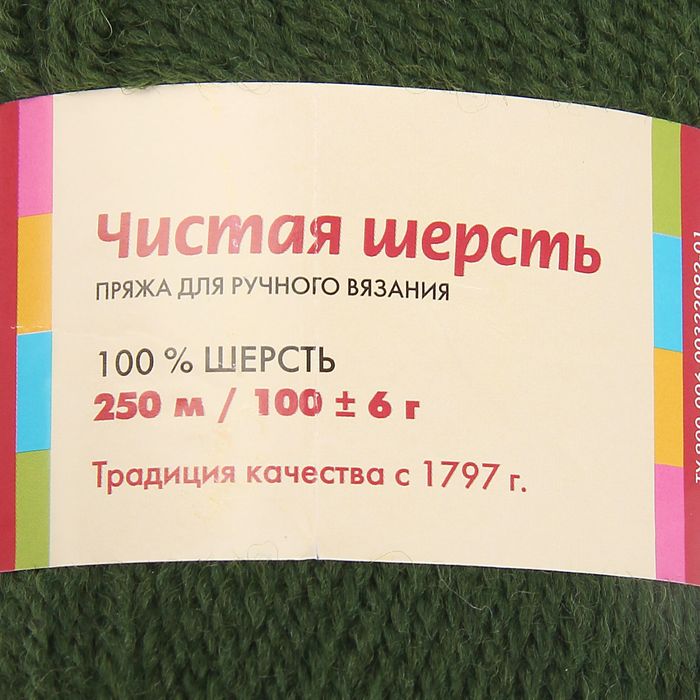 Чистая шерсть
ПРЯЖА ДЛЯ РУЧНОГО ВЯЗАНИЯ
100 % ШЕРСТЬ
250 м / 100 ± 6 г
Традиция качества с 1797 г.